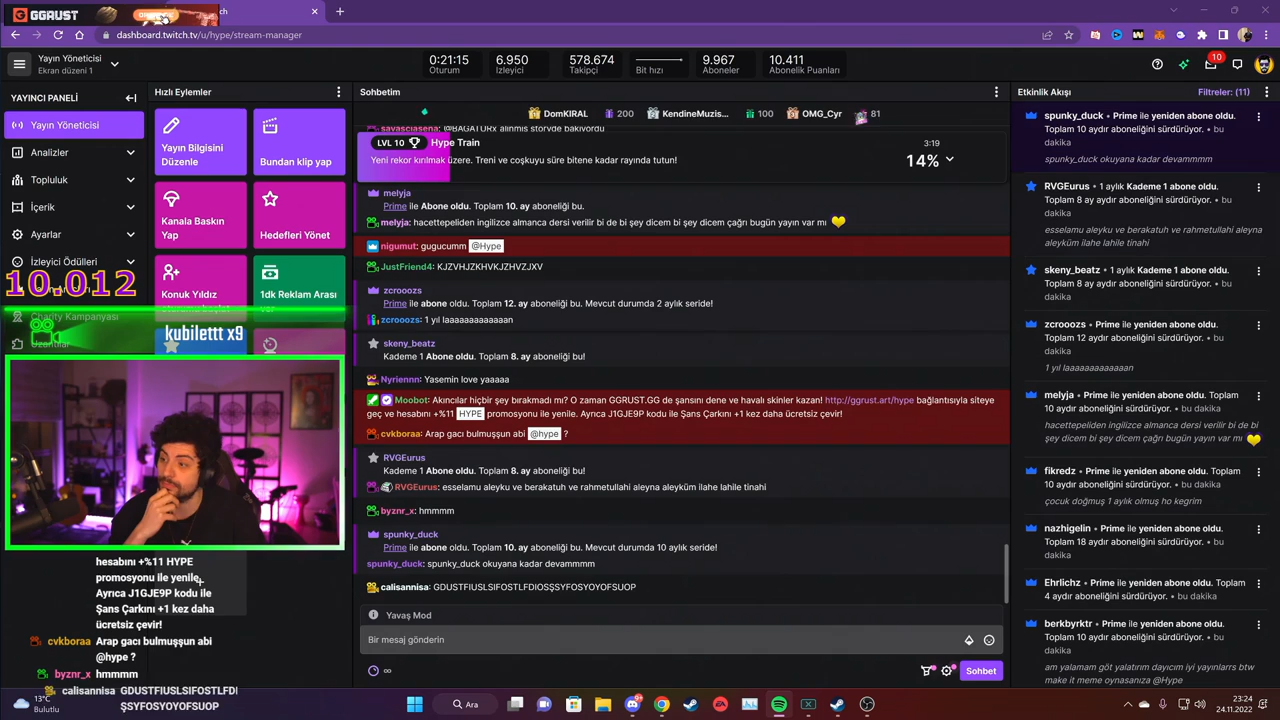 GGRUST
ch
dashboard.twitch.tv/u/hype/stream-manager
Yayın Yöneticisi
Ekran düzeni 1
0:21:15
Oturum
6.950
İzleyici
578.674
Takipçi
Bit hızı
9.967
Aboneler
10.411
Abonelik Puanları
10
YAYINCI PANELİ
Yayın Yöneticisi
Analizler
Topluluk
İçerik
Ayarlar
İzleyici Ödülleri
10.012
Charity Kampanyası
kubilettt x9
Hızlı Eylemler
Yayın Bilgisini
Düzenle
Bundan klip yap
Kanala Baskın
Yap
Hedefleri Yönet
Konuk Yıldız
1dk Reklam Arası
Sohbetim
DomKIRAL 200
KendineMuzis... 100
OMG_Cyr 81
savasciasena: @BAGATURx alinmis storyde bakiyordu
LVL 10 Hype Train
Yeni rekor kırılmak üzere. Treni ve coşkuyu süre bitene kadar rayında tutun!
3:19
14%
melyja
Prime ile Abone oldu. Toplam 10. ay aboneliği bu.
melyja: hacettepeliden ingilizce almanca dersi verilir bi de bi şey dicem bi şey dicem çağrı bugün yayın var mı
nigumut: gugucumm @Hype
JustFriend4: KJZVHJZKHVKJZHVZJXV
zcrooozs
Prime ile abone oldu. Toplam 12. ay aboneliği bu. Mevcut durumda 2 aylık seride!
zcrooozs: 1 yıl laaaaaaaaaaaan
skeny_beatz
Kademe 1 Abone oldu. Toplam 8. ay aboneliği bu!
Nyriennn: Yasemin love yaaaaa
Moobot: Akıncılar hiçbir şey bırakmadı mı? O zaman GGRUST.GG de şansını dene ve havalı skinler kazan! http://ggrust.art/hype bağlantısıyla siteye
geç ve hesabını +%11 HYPE promosyonu ile yenile. Ayrıca J1GJE9P kodu ile Şans Çarkını +1 kez daha ücretsiz çevir!
cvkboraa: Arap gacı bulmuşşun abi @hype ?
RVGEurus
Kademe 1 Abone oldu. Toplam 8. ay aboneliği bu!
RVGEurus: esselamu aleyku ve berakatuh ve rahmetullahi aleyna aleyküm ilahe lahile tinahi
byznr_x: hmmmm
spunky_duck
Prime ile abone oldu. Toplam 10. ay aboneliği bu. Mevcut durumda 10 aylık seride!
spunky_duck: spunky_duck okuyana kadar devammmm
calisannisa: GDUSTFIUSLSIFOSTLFDIOSŞSYFOSYOYOFSUOP
Yavaş Mod
Bir mesaj gönderin
∞
Sohbet
Etkinlik Akışı
Filtreler: (11)
spunky_duck • Prime ile yeniden abone oldu.
Toplam 10 aydır aboneliğini sürdürüyor. • bu
dakika
spunky_duck okuyana kadar devammmm
RVGEurus • 1 aylık Kademe 1 abone oldu.
Toplam 8 ay aydır aboneliğini sürdürüyor. • bu
dakika
esselamu aleyku ve berakatuh ve rahmetullahi aleyna
aleyküm ilahe lahile tinahi
skeny_beatz • 1 aylık Kademe 1 abone oldu.
Toplam 8 ay aydır aboneliğini sürdürüyor. • bu
dakika
zcrooozs • Prime ile yeniden abone oldu.
Toplam 12 aydır aboneliğini sürdürüyor. • bu
dakika
1 yıl laaaaaaaaaaaan
melyja • Prime ile yeniden abone oldu. Toplam
10 aydır aboneliğini sürdürüyor. • bu dakika
hacettepeliden ingilizce almanca dersi verilir bi de bi
şey dicem bi şey dicem çağrı bugün yayın var mı
fikredz • Prime ile yeniden abone oldu. Toplam
10 aydır aboneliğini sürdürüyor. • bu dakika
çocuk doğmuş 1 aylık olmuş ho kegrim
nazhigelin • Prime ile yeniden abone oldu.
Toplam 18 aydır aboneliğini sürdürüyor. • bu
dakika
Ehrlichz • Prime ile yeniden abone oldu. Toplam
4 aydır aboneliğini sürdürüyor. • bu dakika
berkbyrktr • Prime ile yeniden abone oldu.
Toplam 10 aydır aboneliğini sürdürüyor. • bu
dakika
am yalamam göt yalatırım dayıcım iyi yayınlarrs btw
make it meme oynasanıza @Hype
hesabını +%11 HYPE
promosyonu ile yenile.
Ayrıca J1GJE9P kodu ile
Şans Çarkını +1 kez daha
ücretsiz çevir!
cvkboraa Arap gacı bulmuşşun abi
@hype ?
byznr_x hmmmm
calisannisa GDUSTFIUSLSIFOSTLFDI
ŞSYFOSYOYOFSUOP
13°C
Bulutlu
Ara
23:24
24.11.2022